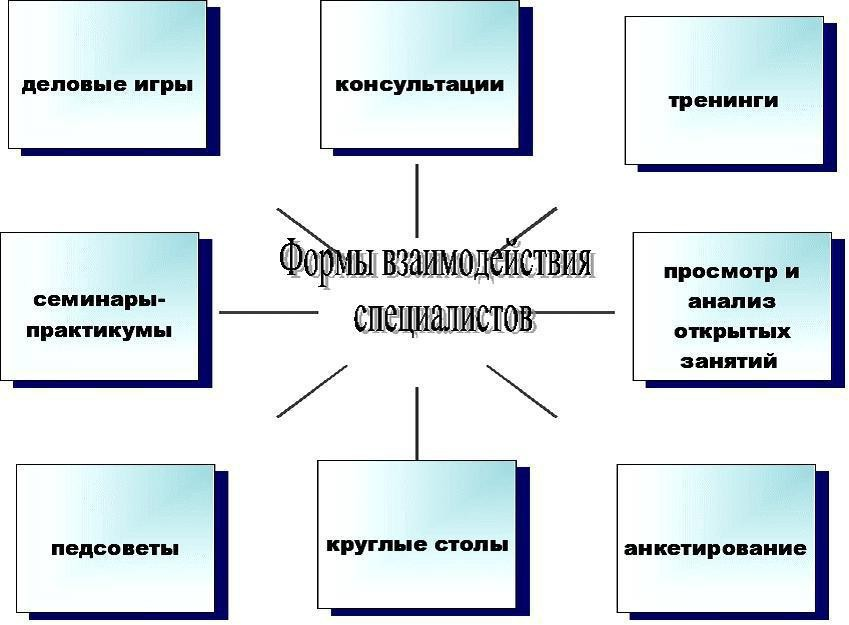 деловые игры
консультации
тренинги
Формы взаимодействия
специалистов
семинары-
практикумы
просмотр и
анализ
открытых
занятий
педсоветы
круглые столы
анкетирование